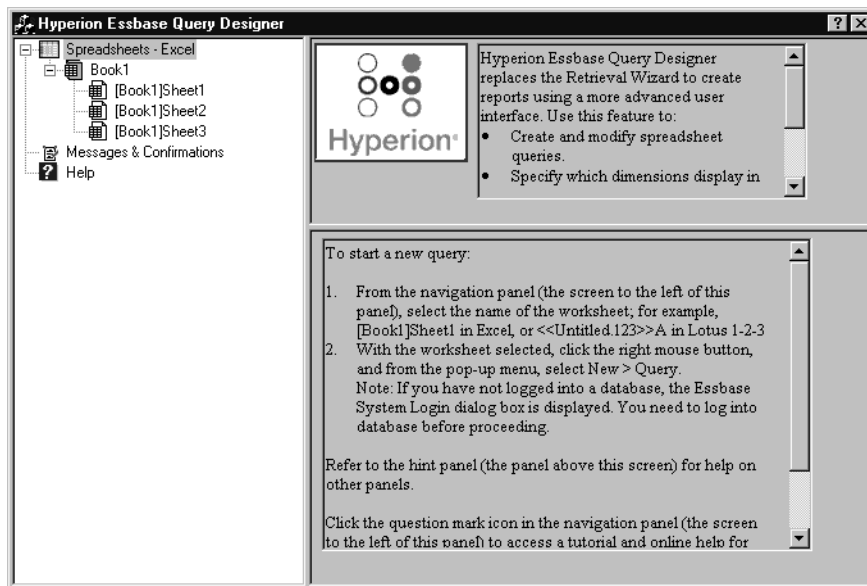 Hyperion Essbase Query Designer
Spreadsheets - Excel
Book1
[Book1]Sheet1
[Book1]Sheet2
[Book1]Sheet3
Messages & Confirmations
? Help
Hyperion
Hyperion Essbase Query Designer
replaces the Retrieval Wizard to create
reports using a more advanced user
interface. Use this feature to:
• Create and modify spreadsheet
queries.
• Specify which dimensions display in
To start a new query:
1. From the navigation panel (the screen to the left of this
panel), select the name of the worksheet; for example,
[Book1]Sheet1 in Excel, or <<Untitled.123>>A in Lotus 1-2-3
2. With the worksheet selected, click the right mouse button,
and from the pop-up menu, select New > Query.
Note: If you have not logged into a database, the Essbase
System Login dialog box is displayed. You need to log into
database before proceeding.
Refer to the hint panel (the panel above this screen) for help on
other panels.
Click the question mark icon in the navigation panel (the screen
to the left of this panel) to access a tutorial and online help for